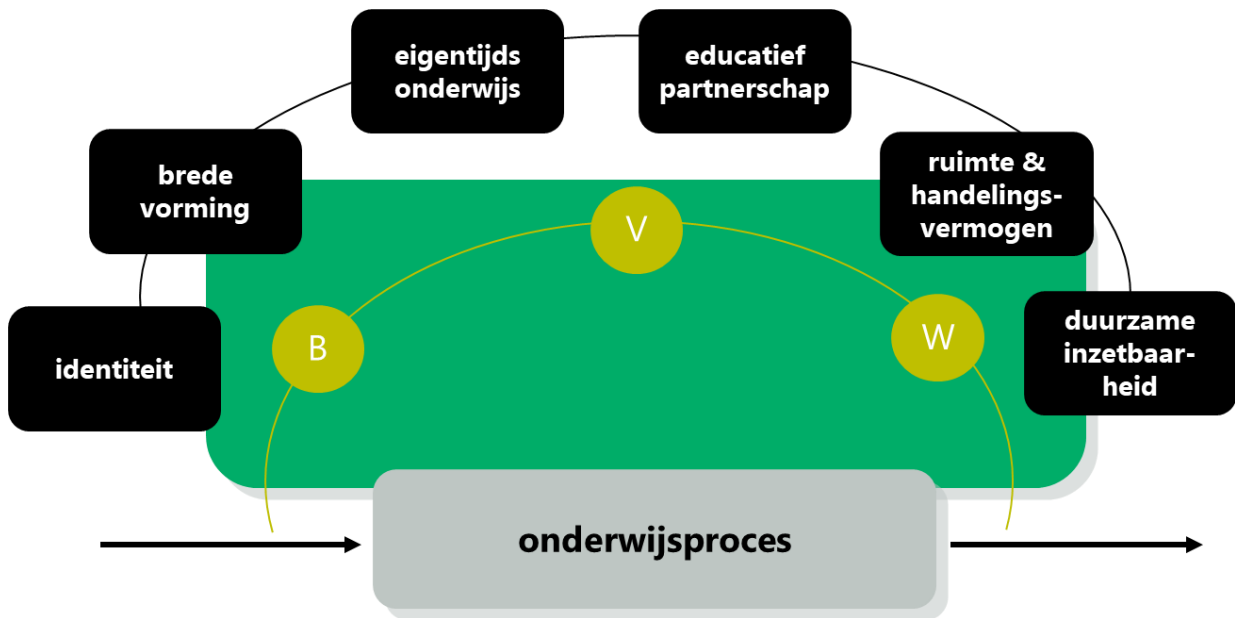 eigentijds
onderwijs
educatief
partnerschap
brede
vorming
ruimte &
handelings-
vermogen
identiteit
duurzame
inzetbaar-
heid
B
V
W
onderwijsproces